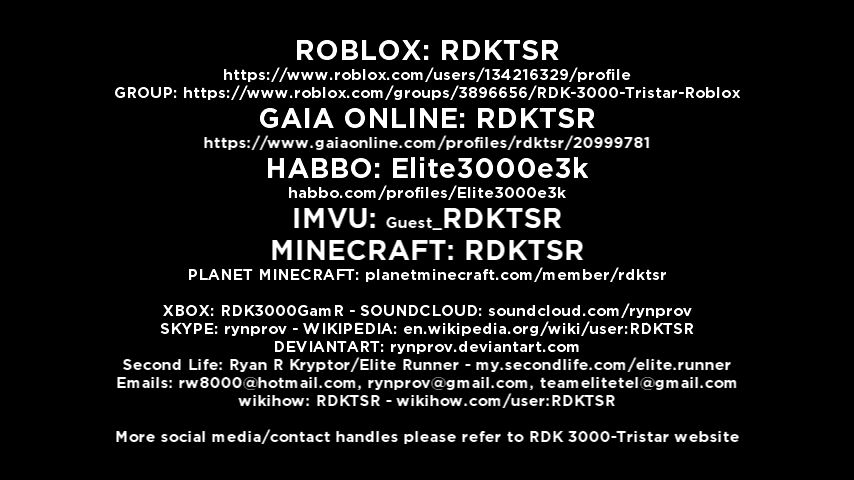 ROBLOX: RDKTSR
https://www.roblox.com/users/134216329/profile
GROUP: https://www.roblox.com/groups/3896656/RDK-3000-Tristar-Roblox
GAIA ONLINE: RDKTSR
https://www.gaiaonline.com/profiles/rdktsr/20999781
HABBO: Elite3000e3k
habbo.com/profiles/Elite3000e3k
IMVU: Guest_RDKTSR
MINECRAFT: RDKTSR
PLANET MINECRAFT: planetminecraft.com/member/rdktsr
XBOX: RDK3000GamR - SOUNDCLOUD: soundcloud.com/rynprov
SKYPE: rynprov - WIKIPEDIA: en.wikipedia.org/wiki/user:RDKTSR
DEVIANTART: rynprov.deviantart.com
Second Life: Ryan R Kryptor/Elite Runner - my.secondlife.com/elite.runner
Emails: rw8000@hotmail.com, rynprov@gmail.com, teamelitetel@gmail.com
wikihow: RDKTSR - wikihow.com/user:RDKTSR
More social media/contact handles please refer to RDK 3000-Tristar website